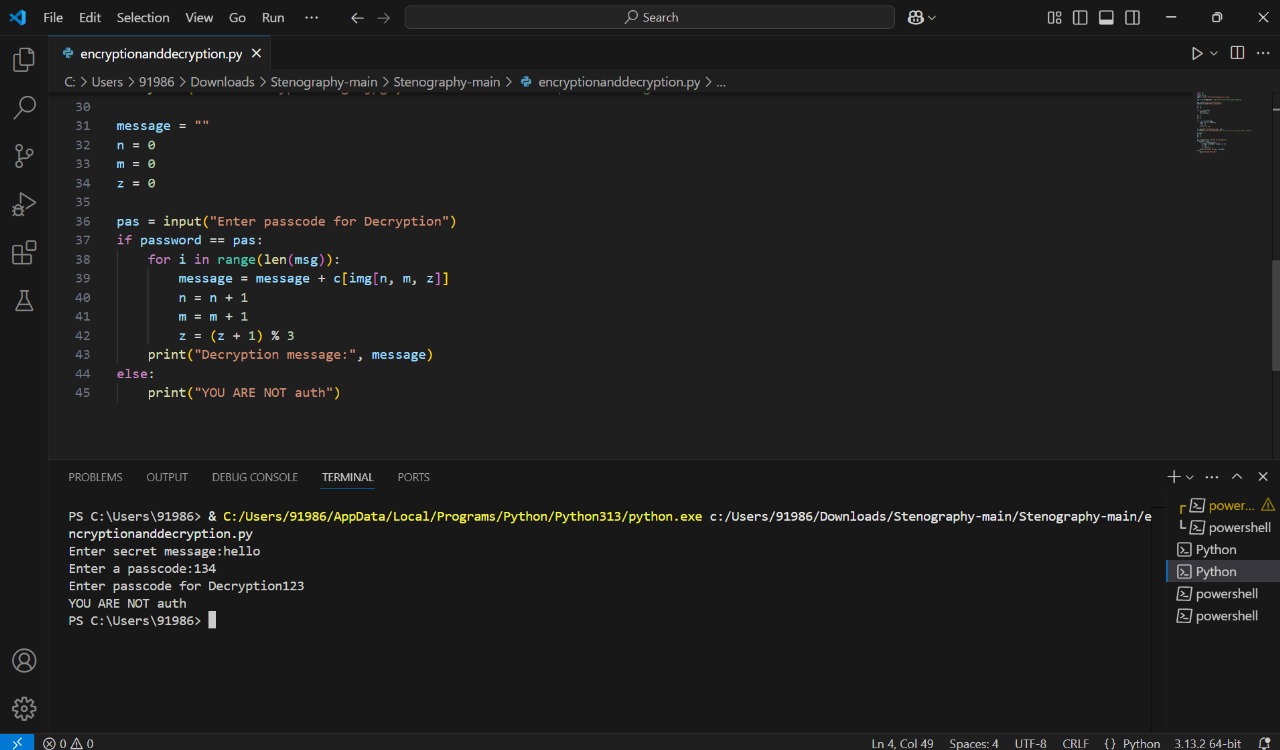 File Edit Selection View Go Run ··· Search
encryptionanddecryption.py
C: > Users > 91986 > Downloads > Stenography-main > Stenography-main > encryptionanddecryption.py > ...
30
31 message = ""
32 n = 0
33 m = 0
34 z = 0
35
36 pas = input("Enter passcode for Decryption")
37 if password == pas:
38 for i in range(len(msg)):
39 message = message + c[img[n, m, z]]
40 n = n + 1
41 m = m + 1
42 z = (z + 1) % 3
43 print("Decryption message:", message)
44 else:
45 print("YOU ARE NOT auth")
PROBLEMS OUTPUT DEBUG CONSOLE TERMINAL PORTS
PS C:\Users\91986> & C:/Users/91986/AppData/Local/Programs/Python/Python313/python.exe c:/Users/91986/Downloads/Stenography-main/Stenography-main/e
ncryptionanddecryption.py
Enter secret message:hello
Enter a passcode:134
Enter passcode for Decryption123
YOU ARE NOT auth
PS C:\Users\91986>
power...
powershell
Python
Python
powershell
powershell
0 0 Ln 4, Col 49 Spaces: 4 UTF-8 CRLF {} Python 3.13.2 64-bit